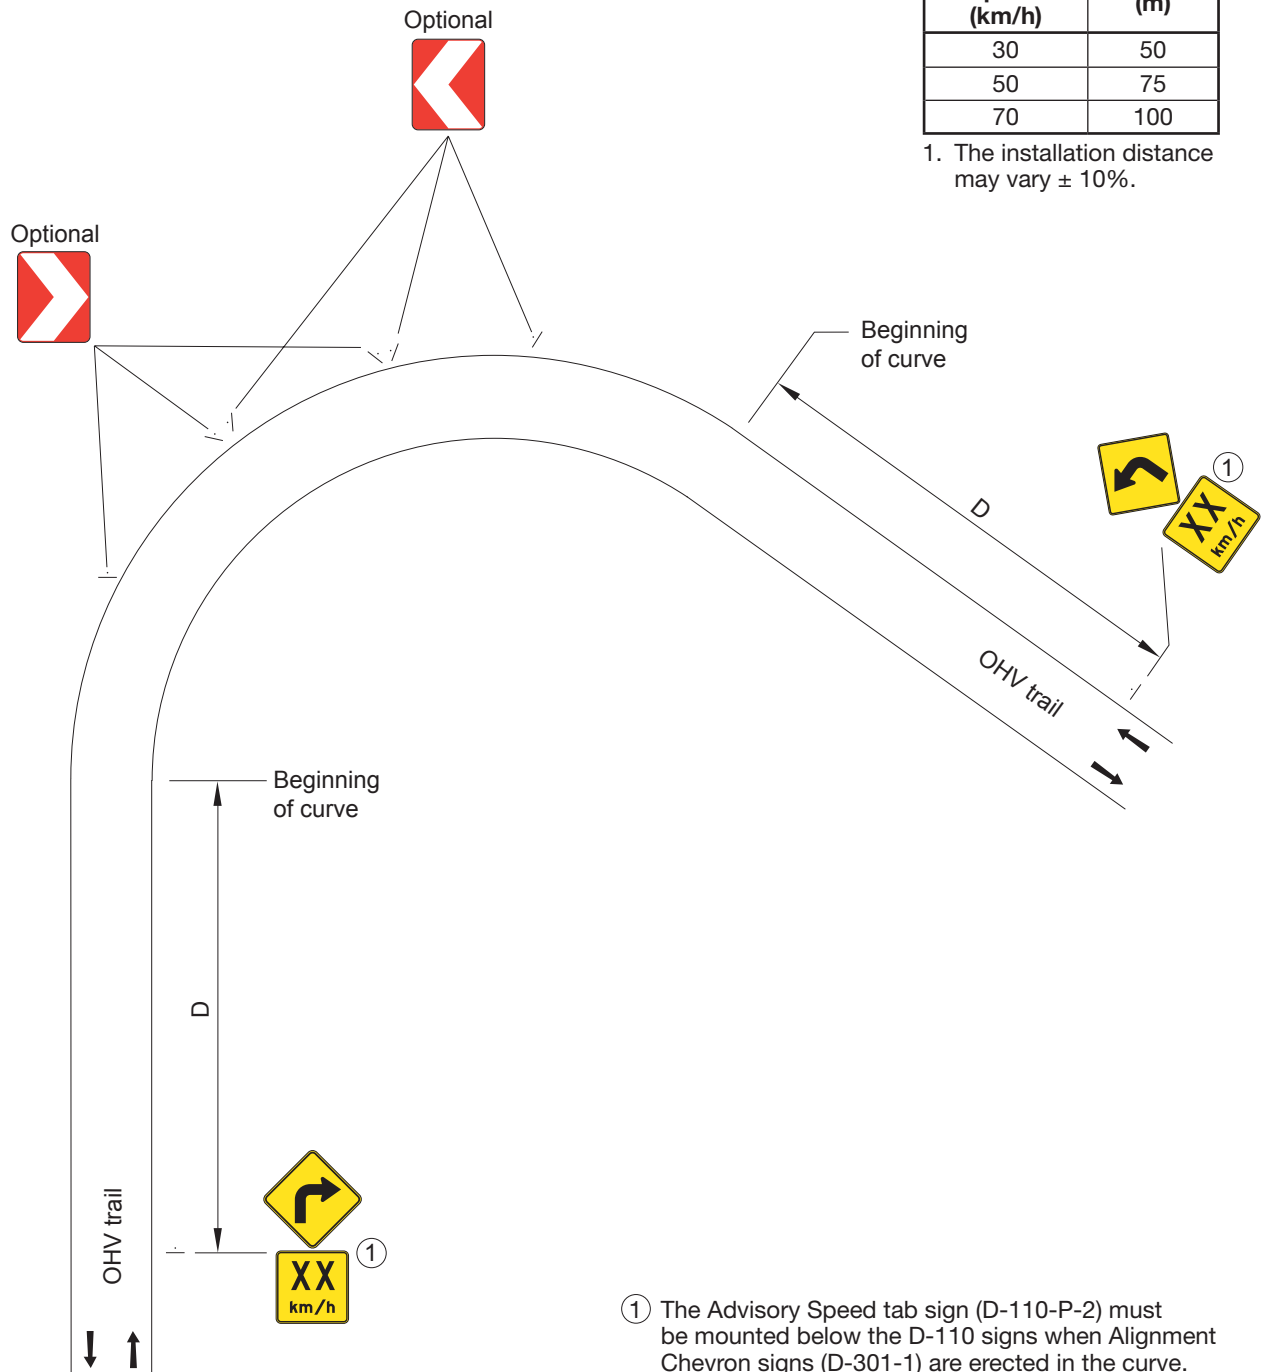 Optional
(km/h) (m)
30 50
50 75
70 100
1. The installation distance
may vary ± 10%.
Optional
Beginning
of curve
1
XX
km/h
D
OHV trail
Beginning
of curve
D
OHV trail
XX
km/h
1
1 The Advisory Speed tab sign (D-110-P-2) must
be mounted below the D-110 signs when Alignment
Chevron signs (D-301-1) are erected in the curve.